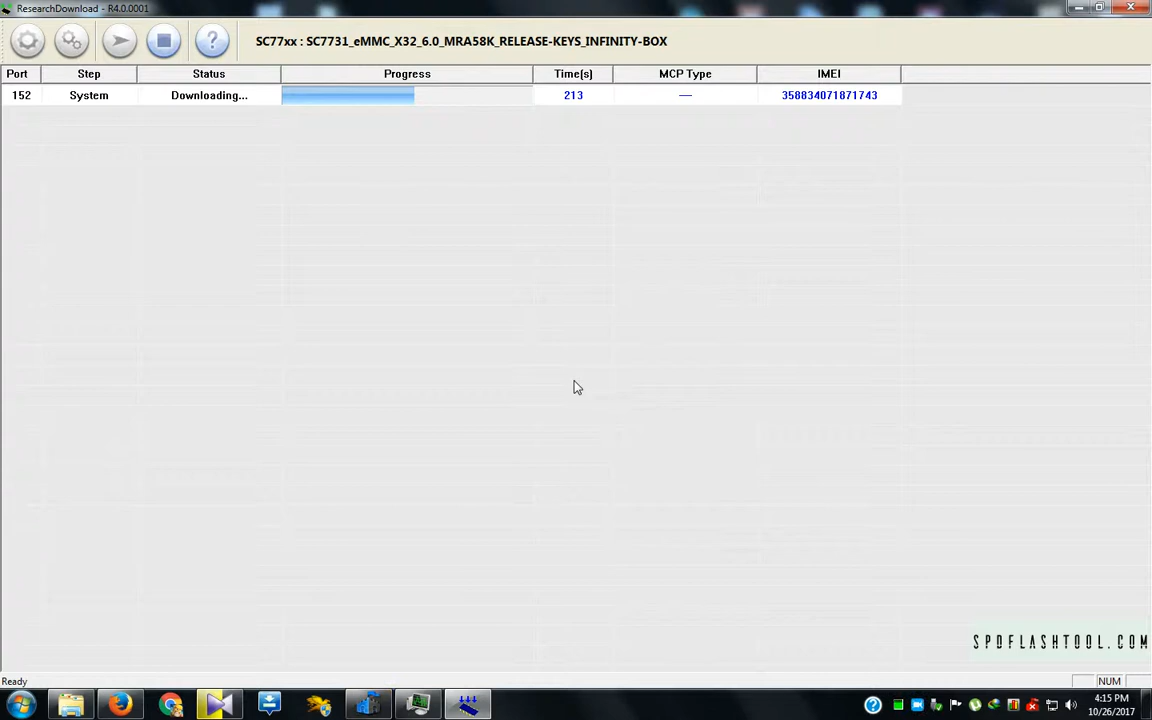 ResearchDownload - R4.0.0001
SC77xx : SC7731_eMMC_X32_6.0_MRA58K_RELEASE-KEYS_INFINITY-BOX
Port Step Status Progress Time(s) MCP Type IMEI
152 System Downloading... 213 — 358834071871743
SPDFLASHTOOL.COM
Ready NUM
4:15 PM
10/26/2017